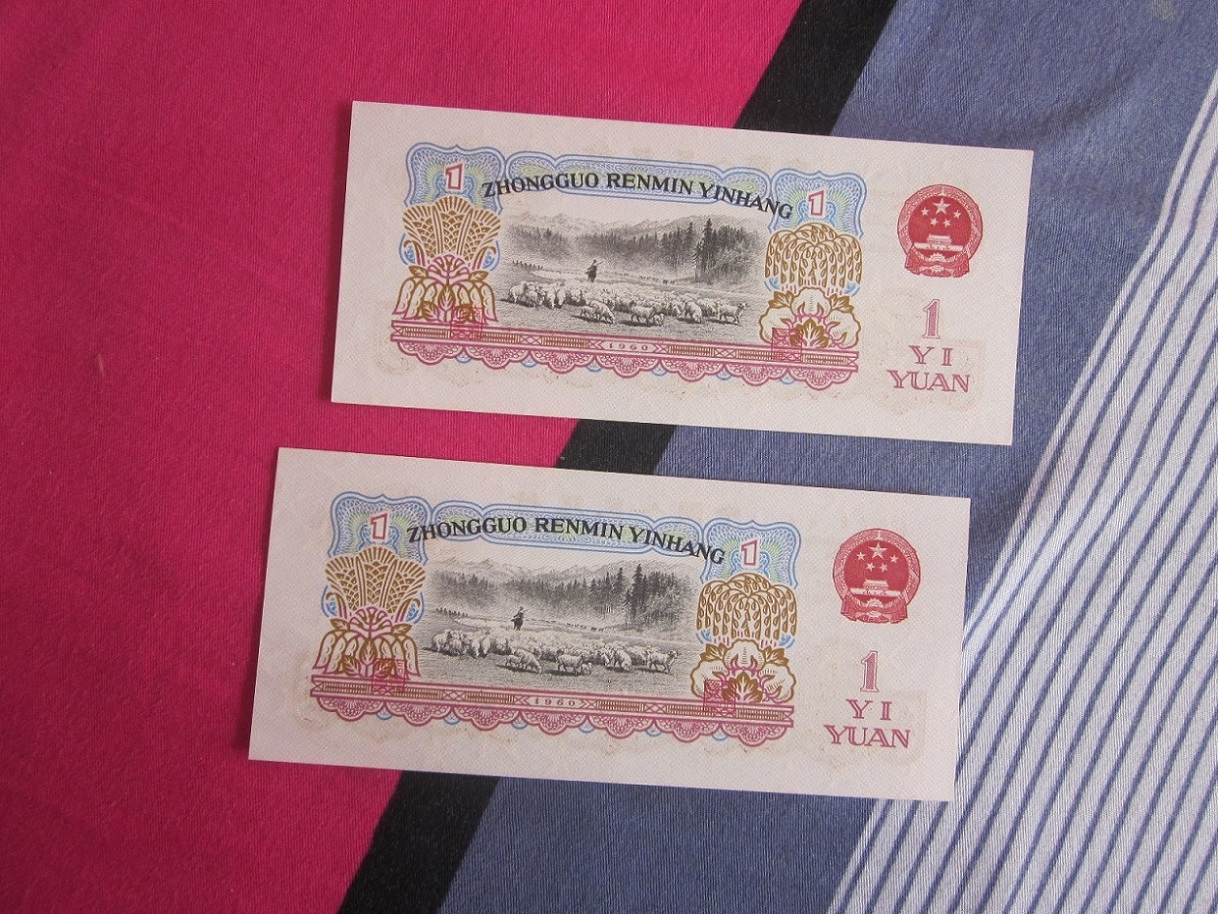 1 ZHONGGUO RENMIN YINHANG 1
1960
1
YI
YUAN
1 ZHONGGUO RENMIN YINHANG 1
1960
1
YI
YUAN